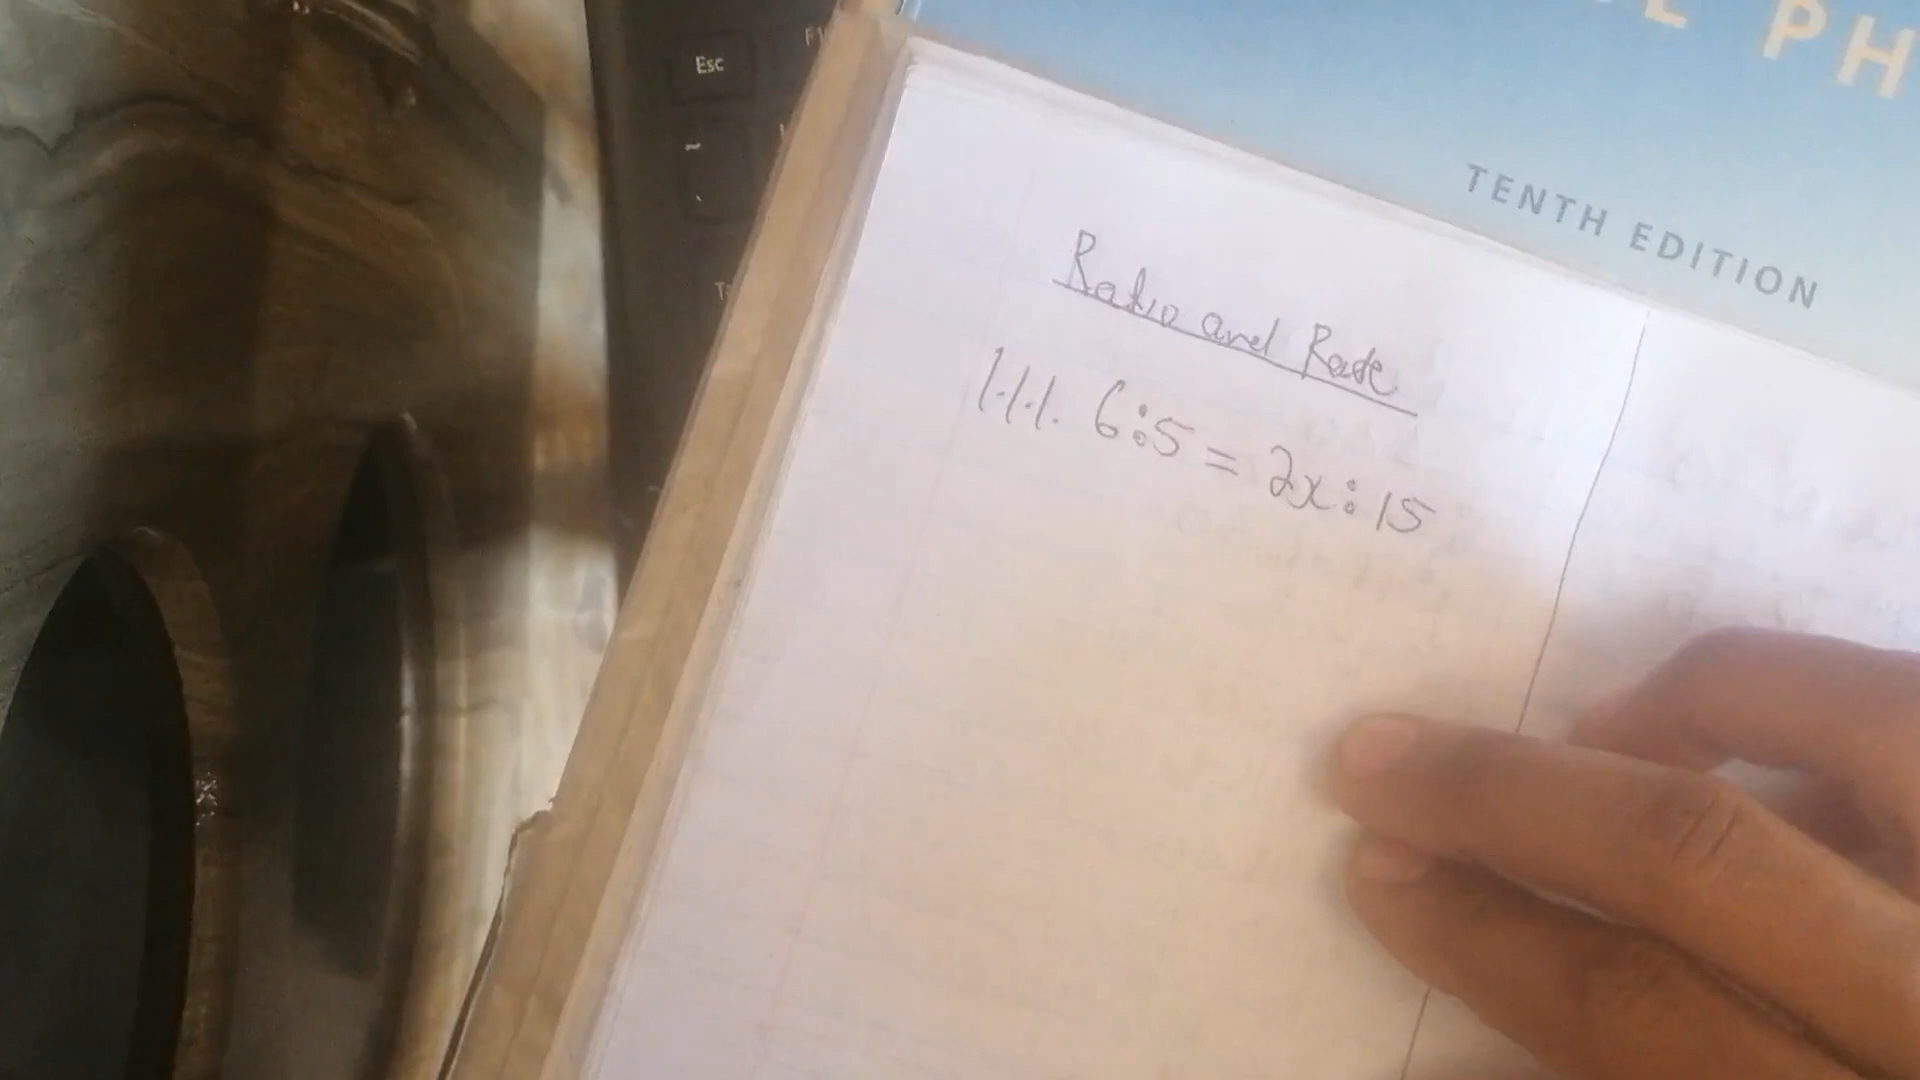 Esc
~
`
PH
TENTH EDITION
Ratio and Rate
1.1.1. 6:5 = 2x:15